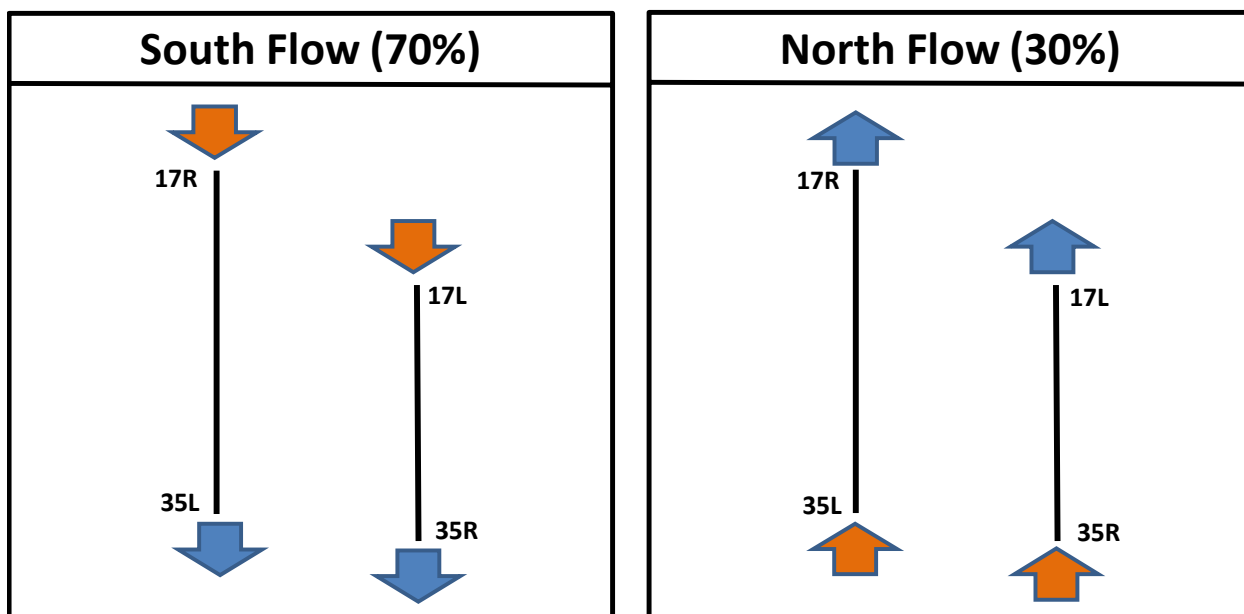 South Flow (70%)
17R
17L
35L
35R
North Flow (30%)
17R
17L
35L
35R